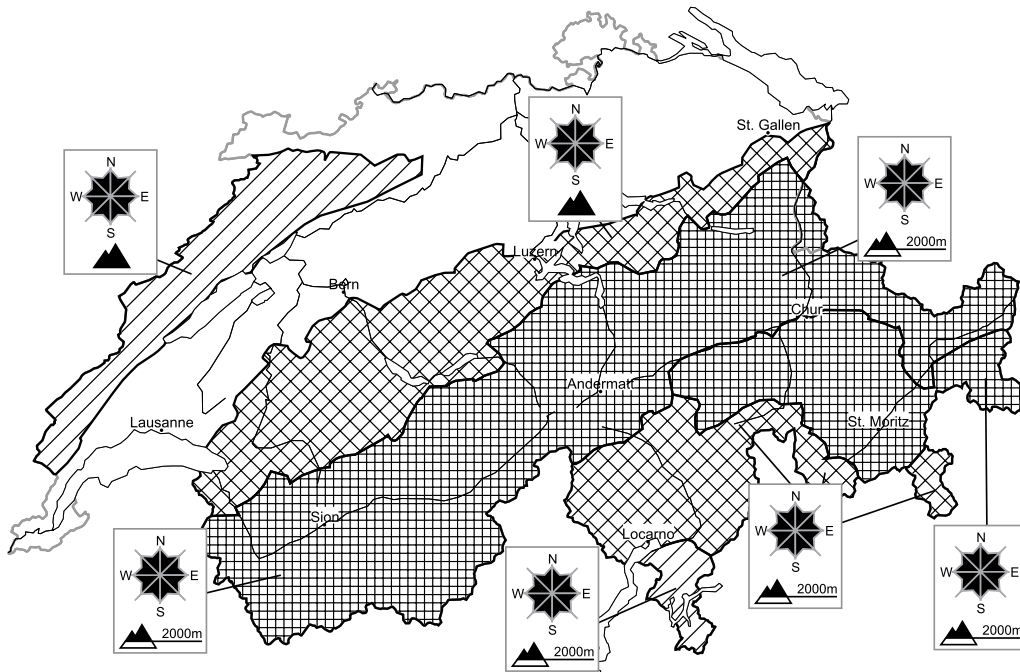 N
W E
S
N
W E
S
St. Gallen
N
W E
S
2000m
Luzern
Bern
Chur
Andermatt
Lausanne
St. Moritz
Sion
Locarno
N
W E
S
2000m
N
W E
S
2000m
N
W E
S
2000m
N
W E
S
2000m